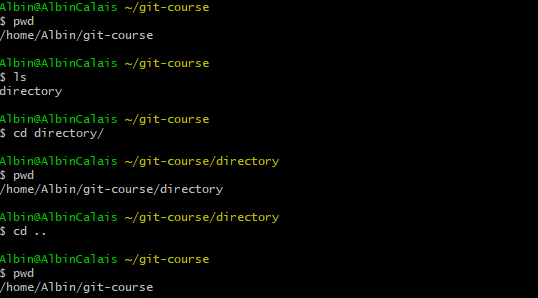 Albin@AlbinCalais ~/git-course
$ pwd
/home/Albin/git-course
Albin@AlbinCalais ~/git-course
$ ls
directory
Albin@AlbinCalais ~/git-course
$ cd directory/
Albin@AlbinCalais ~/git-course/directory
$ pwd
/home/Albin/git-course/directory
Albin@AlbinCalais ~/git-course/directory
$ cd ..
Albin@AlbinCalais ~/git-course
$ pwd
/home/Albin/git-course